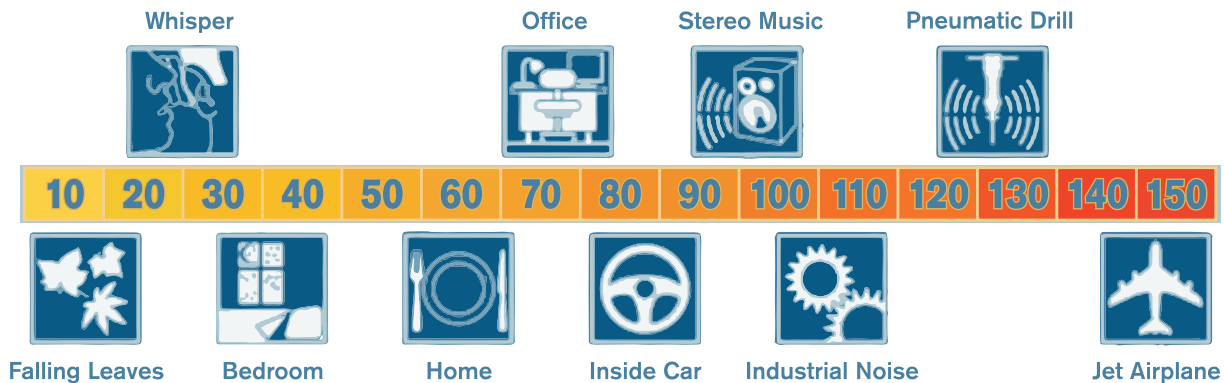 Whisper
Office
Stereo Music
Pneumatic Drill
10 20 30 40 50 60 70 80 90 100 110 120 130 140 150
Falling Leaves
Bedroom
Home
Inside Car
Industrial Noise
Jet Airplane